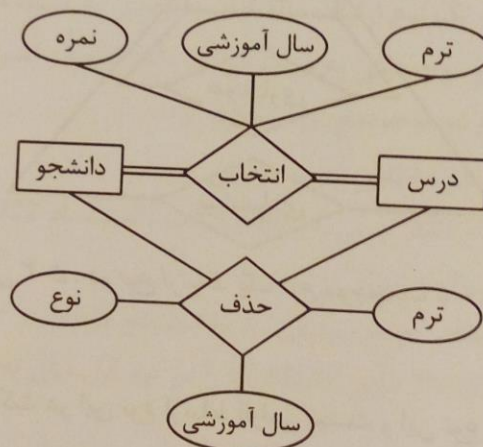 ترم
سال آموزشی
نمره
درس
انتخاب
دانشجو
ترم
حذف
نوع
سال آموزشی